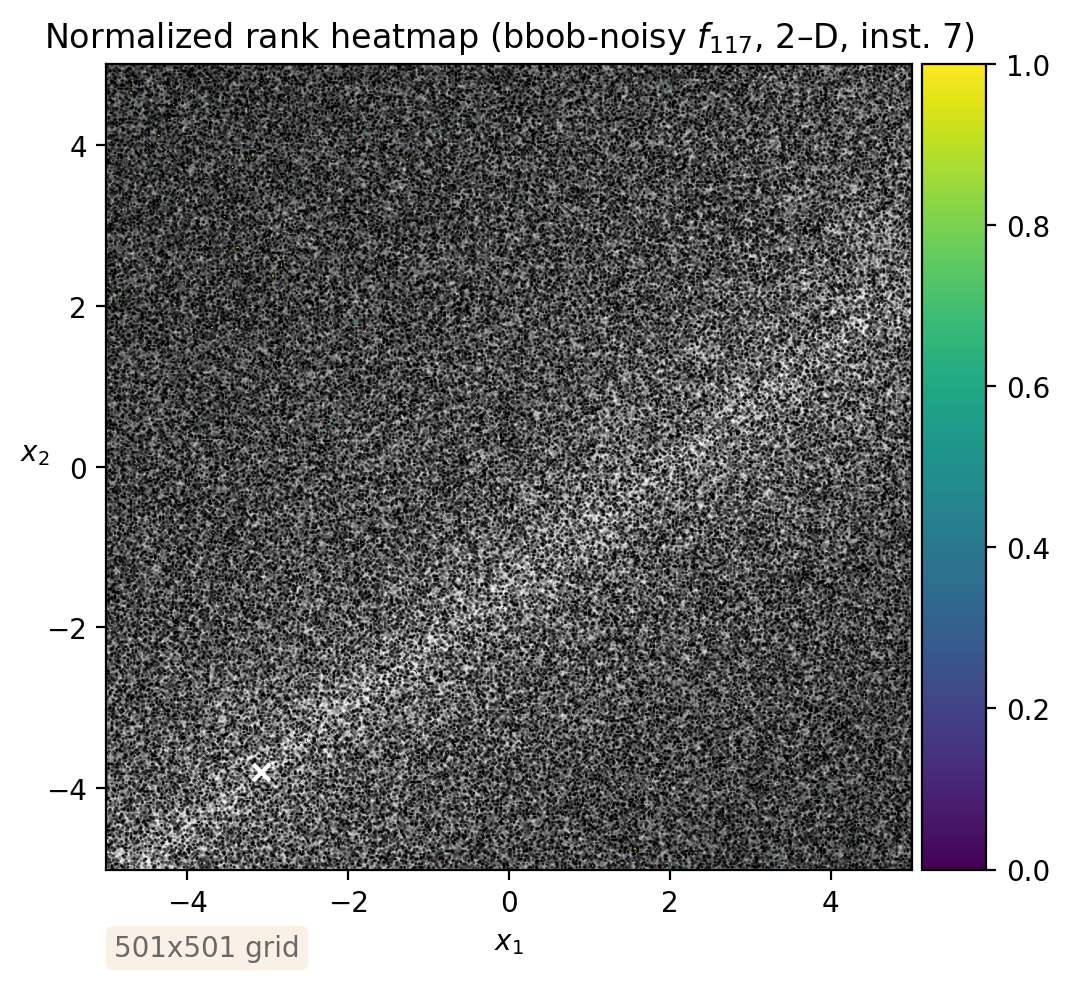 Normalized rank heatmap (bbob-noisy f₁₁₇, 2–D, inst. 7)
1.0
0.8
0.6
0.4
0.2
0.0
4
2
0
−2
−4
x₂
−4 −2 0 2 4
x₁
501x501 grid